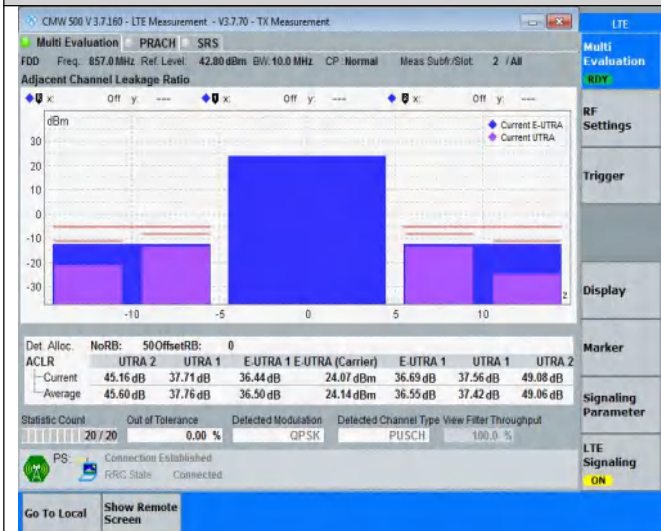 CMW 500 V 3.7.160 - LTE Measurement - V3.7.70 - TX Measurement
LTE
Multi Evaluation PRACH SRS
Multi
Evaluation
RDY
FDD Freq.: 857.0 MHz Ref. Level: 42.80 dBm BW: 10.0 MHz CP: Normal Meas Subfr./Slot: 2 / All
Adjacent Channel Leakage Ratio
x: Off y: --- x: Off y: --- x: Off y: ---
RF
Settings
dBm
Current E-UTRA
Current UTRA
30
20
10
0
-10
-20
-30
Trigger
z
-10 -5 0 5 10
Display
Det. Alloc. NoRB: 50 OffsetRB: 0
ACLR UTRA 2 UTRA 1 E-UTRA 1 E-UTRA (Carrier) E-UTRA 1 UTRA 1 UTRA 2
Current 45.16 dB 37.71 dB 36.44 dB 24.07 dBm 36.69 dB 37.56 dB 49.08 dB
Average 45.60 dB 37.76 dB 36.50 dB 24.14 dBm 36.55 dB 37.42 dB 49.06 dB
Marker
Statistic Count Out of Tolerance Detected Modulation Detected Channel Type View Filter Throughput
20 / 20 0.00 % QPSK PUSCH 100.0 %
Signaling
Parameter
PS: Connection Established
RRC State Connected
LTE
Signaling
ON
Go To Local
Show Remote
Screen